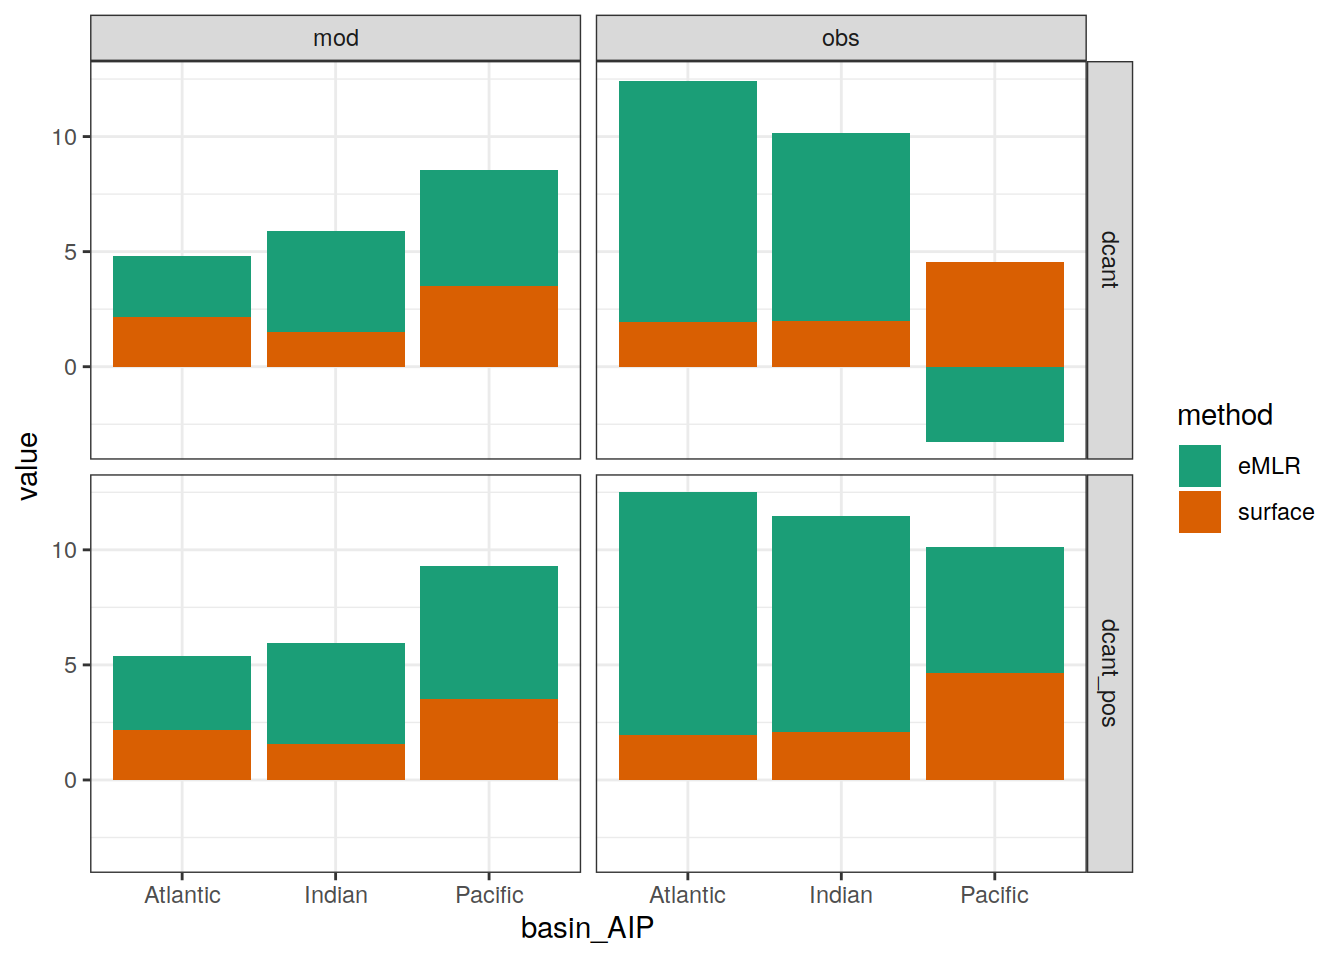 mod
obs
10
5
0
dcant
value
10
5
0
dcant_pos
Atlantic
Indian
Pacific
Atlantic
Indian
Pacific
basin_AIP
method
eMLR
surface